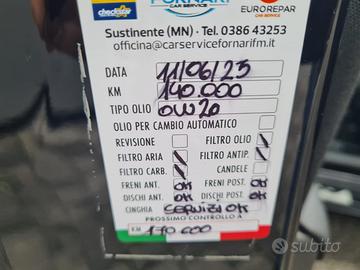 checkstar
FORNARI
CAR SERVICE
EUROREPAR
CAR SERVICE
Sustinente (MN) - Tel. 0386 43253
officina@carservicefornarifm.it
DATA 11/06/25
KM 140.000
TIPO OLIO 0W20
OLIO PER CAMBIO AUTOMATICO
REVISIONE FILTRO OLIO
FILTRO ARIA FILTRO ANTIP.
FILTRO CARB. CANDELE
FRENI ANT. OK FRENI POST. OK
DISCHI ANT. OK DISCHI POST. OK
CINGHIA SERVIZI OK
PROSSIMO CONTROLLO A
KM 170.000
subito